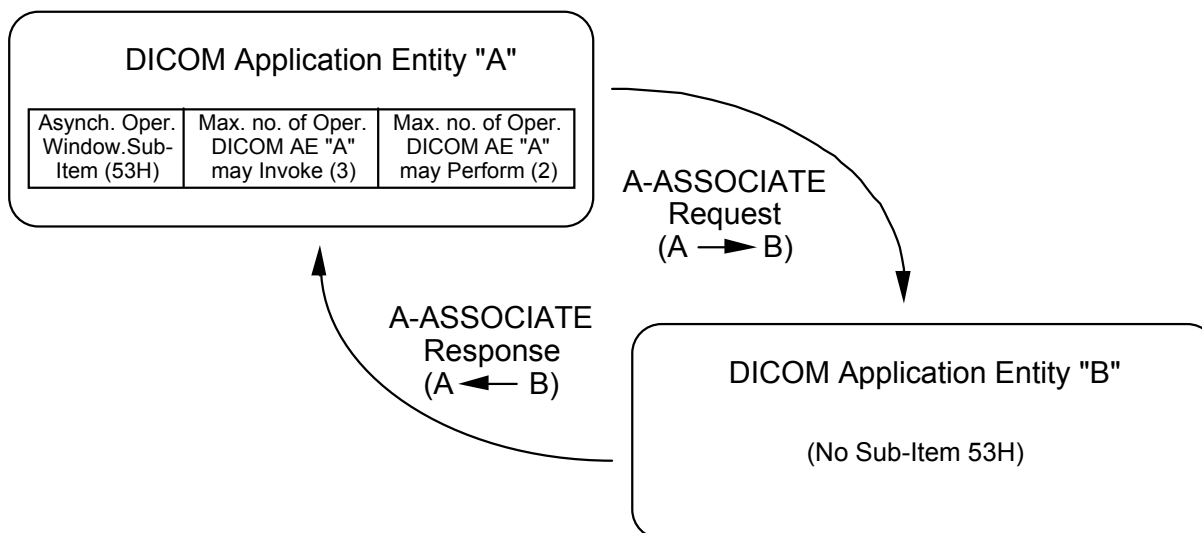 DICOM Application Entity "A"
Asynch. Oper.
Window.Sub-
Item (53H)
Max. no. of Oper.
DICOM AE "A"
may Invoke (3)
Max. no. of Oper.
DICOM AE "A"
may Perform (2)
A-ASSOCIATE
Request
(A → B)
A-ASSOCIATE
Response
(A ← B)
DICOM Application Entity "B"
(No Sub-Item 53H)